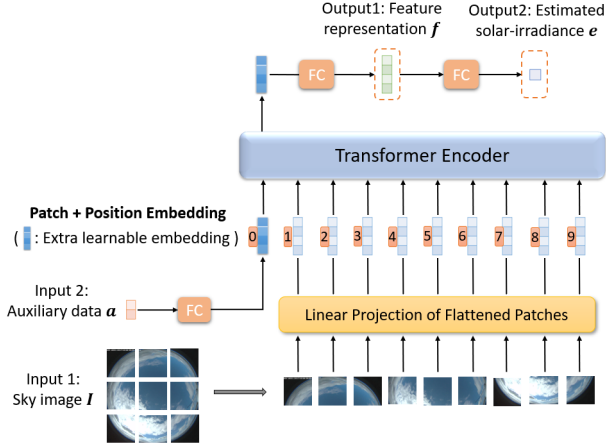 Output1: Feature
representation f
Output2: Estimated
solar-irradiance e
FC
FC
Transformer Encoder
Patch + Position Embedding
( : Extra learnable embedding )
0 1 2 3 4 5 6 7 8 9
Input 2:
Auxiliary data a
FC
Linear Projection of Flattened Patches
Input 1:
Sky image I